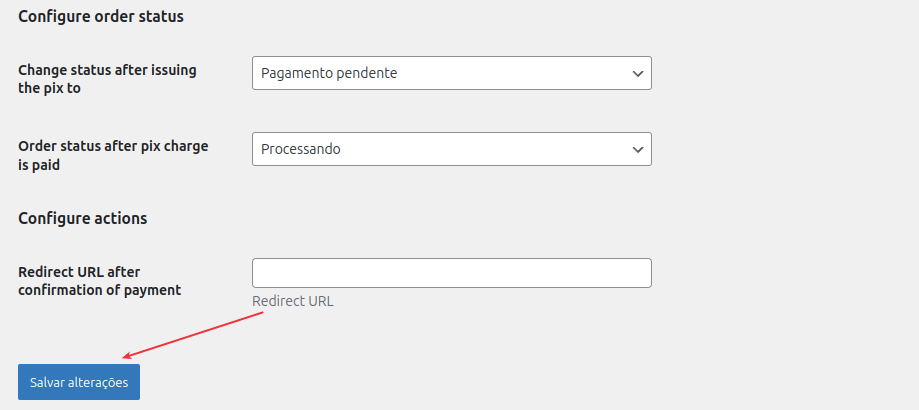 Configure order status
Change status after issuing
the pix to
Pagamento pendente
Order status after pix charge
is paid
Processando
Configure actions
Redirect URL after
confirmation of payment
Redirect URL
Salvar alterações